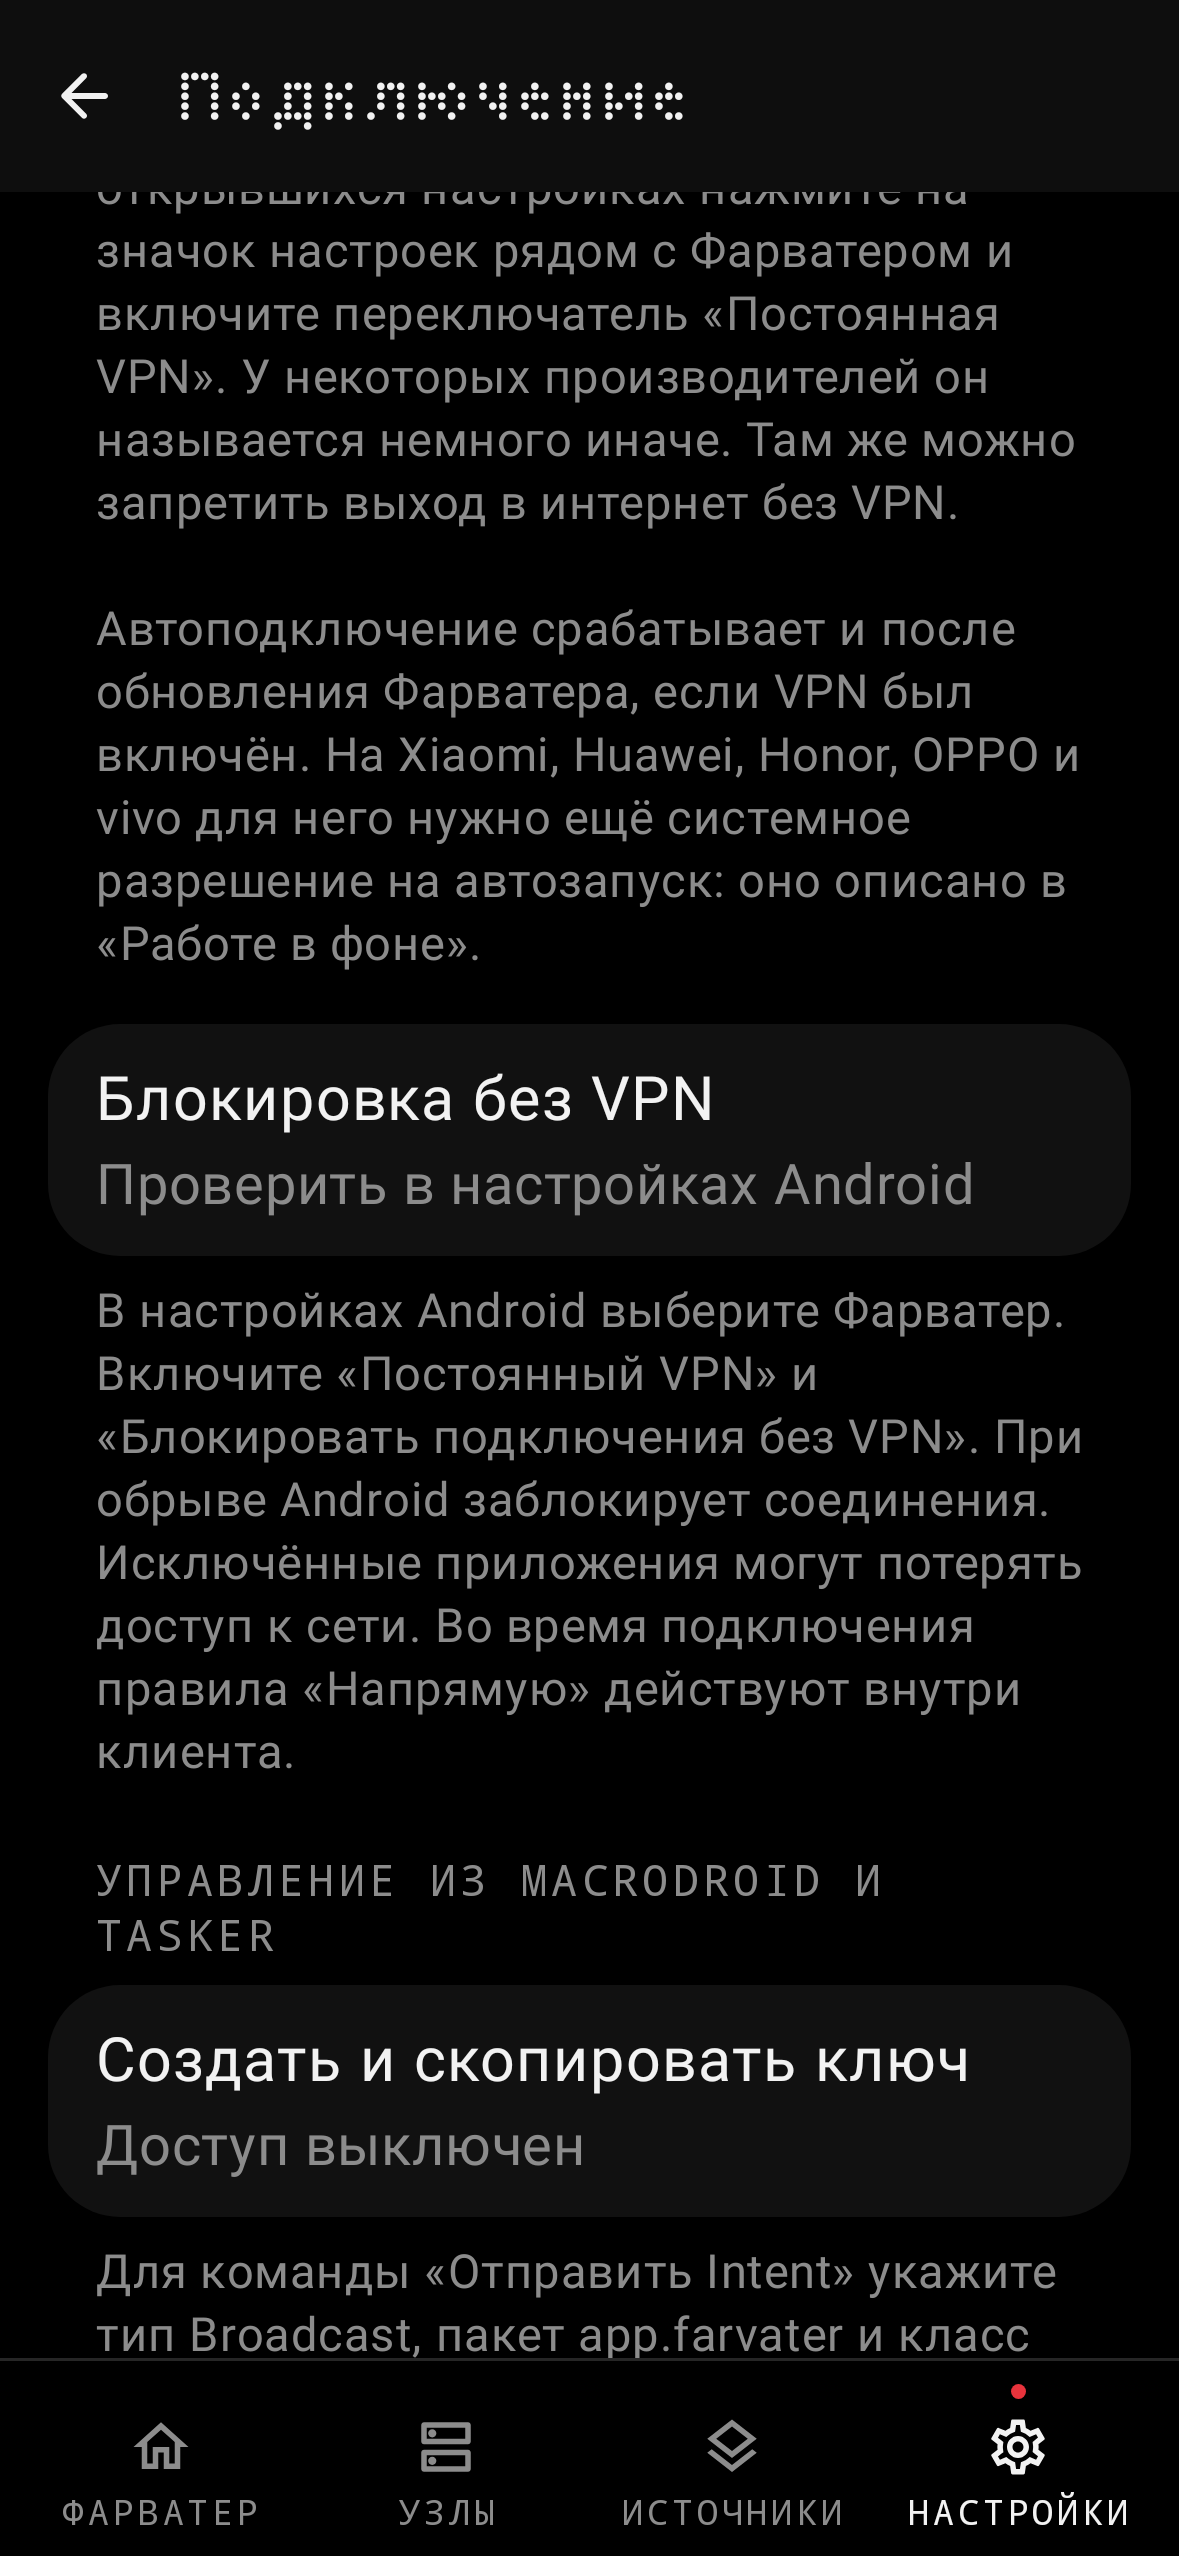 Подключение
открывшихся настройках нажмите на
значок настроек рядом с Фарватером и
включите переключатель «Постоянная
VPN». У некоторых производителей он
называется немного иначе. Там же можно
запретить выход в интернет без VPN.
Автоподключение срабатывает и после
обновления Фарватера, если VPN был
включён. На Xiaomi, Huawei, Honor, OPPO и
vivo для него нужно ещё системное
разрешение на автозапуск: оно описано в
«Работе в фоне».
Блокировка без VPN
Проверить в настройках Android
В настройках Android выберите Фарватер.
Включите «Постоянный VPN» и
«Блокировать подключения без VPN». При
обрыве Android заблокирует соединения.
Исключённые приложения могут потерять
доступ к сети. Во время подключения
правила «Напрямую» действуют внутри
клиента.
УПРАВЛЕНИЕ ИЗ MACRODROID И
TASKER
Создать и скопировать ключ
Доступ выключен
Для команды «Отправить Intent» укажите
тип Broadcast, пакет app.farvater и класс
ФАРВАТЕР УЗЛЫ ИСТОЧНИКИ НАСТРОЙКИ